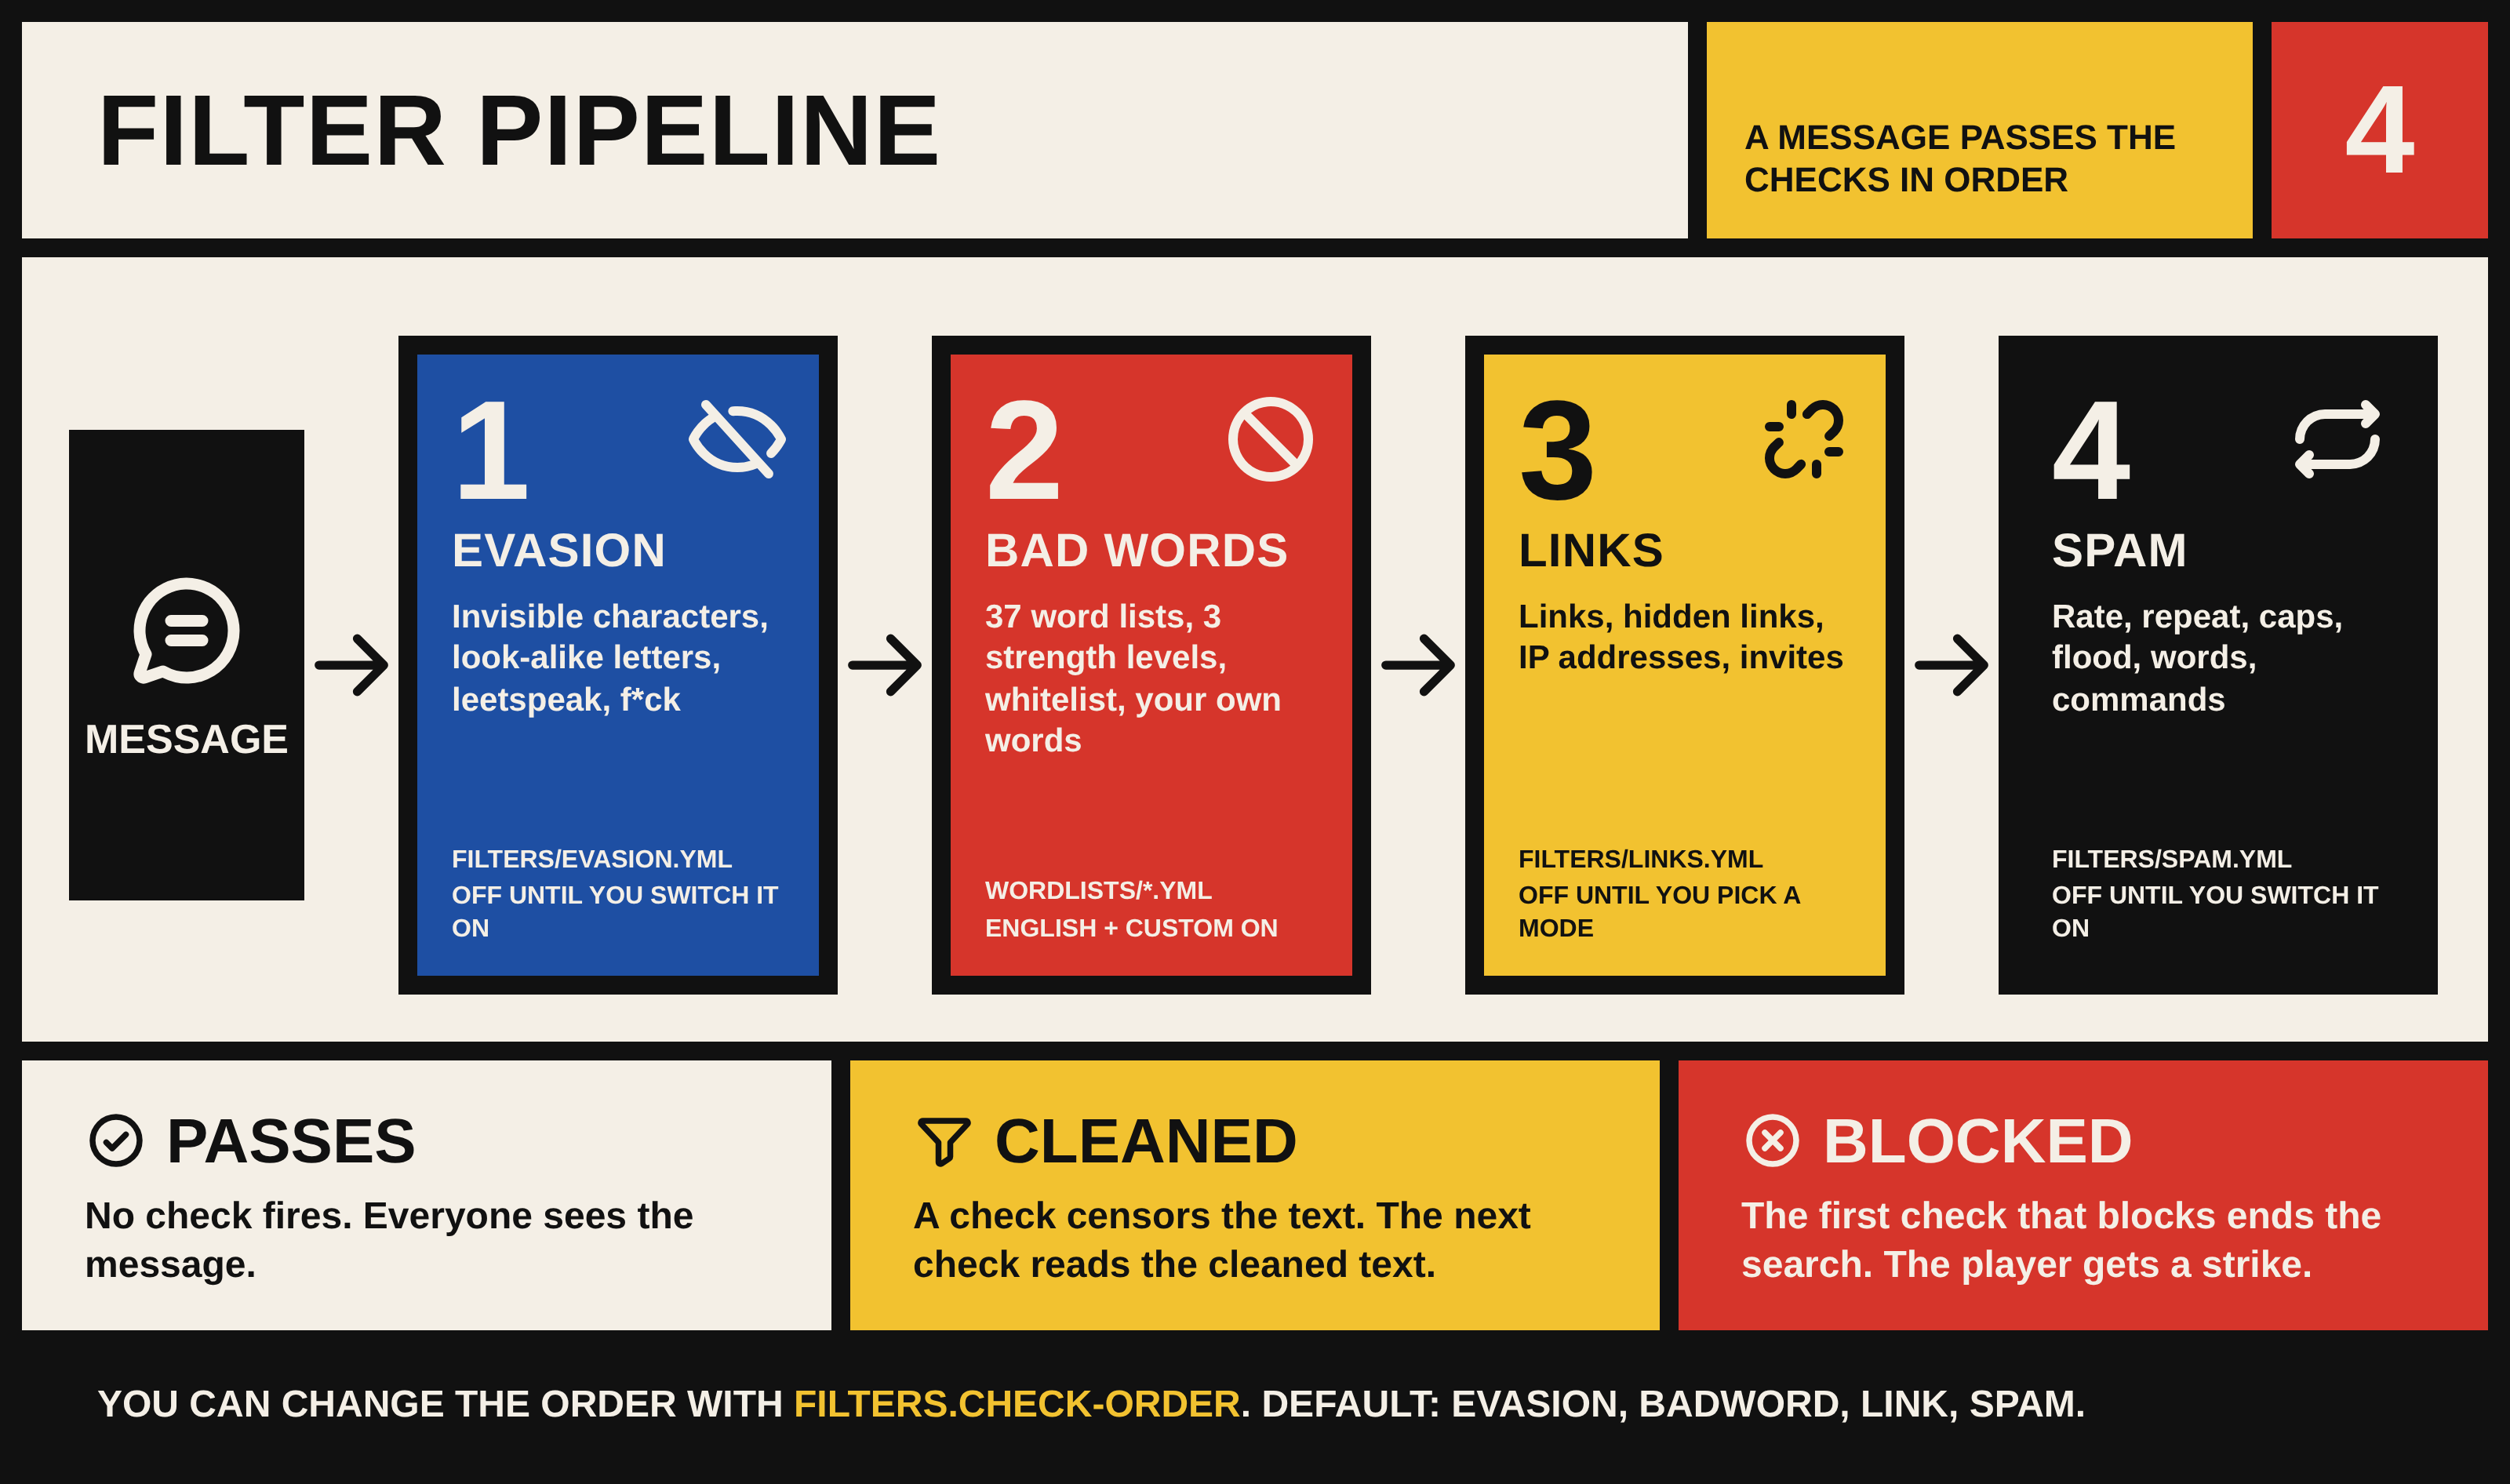 FILTER PIPELINE
A MESSAGE PASSES THE
CHECKS IN ORDER
4
MESSAGE
1
EVASION
Invisible characters,
look-alike letters,
leetspeak, f*ck
FILTERS/EVASION.YML
OFF UNTIL YOU SWITCH IT
ON
2
BAD WORDS
37 word lists, 3
strength levels,
whitelist, your own
words
WORDLISTS/*.YML
ENGLISH + CUSTOM ON
3
LINKS
Links, hidden links,
IP addresses, invites
FILTERS/LINKS.YML
OFF UNTIL YOU PICK A
MODE
4
SPAM
Rate, repeat, caps,
flood, words,
commands
FILTERS/SPAM.YML
OFF UNTIL YOU SWITCH IT
ON
PASSES
No check fires. Everyone sees the
message.
CLEANED
A check censors the text. The next
check reads the cleaned text.
BLOCKED
The first check that blocks ends the
search. The player gets a strike.
YOU CAN CHANGE THE ORDER WITH FILTERS.CHECK-ORDER. DEFAULT: EVASION, BADWORD, LINK, SPAM.